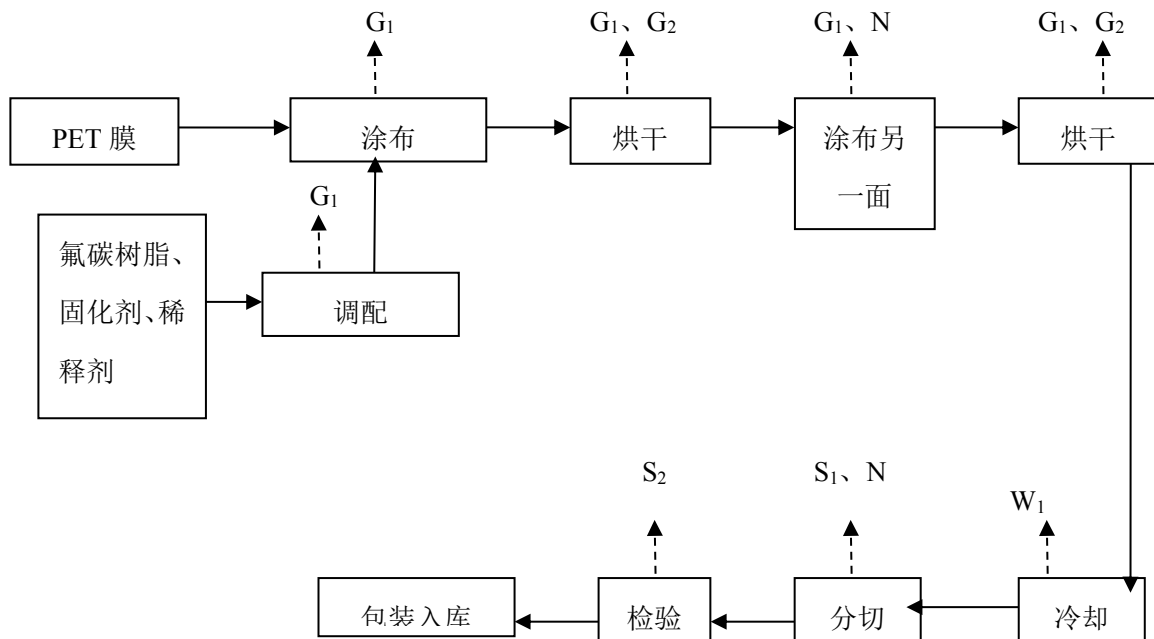 G₁
G₁、G₂
G₁、N
G₁、G₂
PET 膜
涂布
烘干
涂布另
一面
烘干
G₁
氟碳树脂、
固化剂、稀
释剂
调配
S₂
S₁、N
W₁
包装入库
检验
分切
冷却